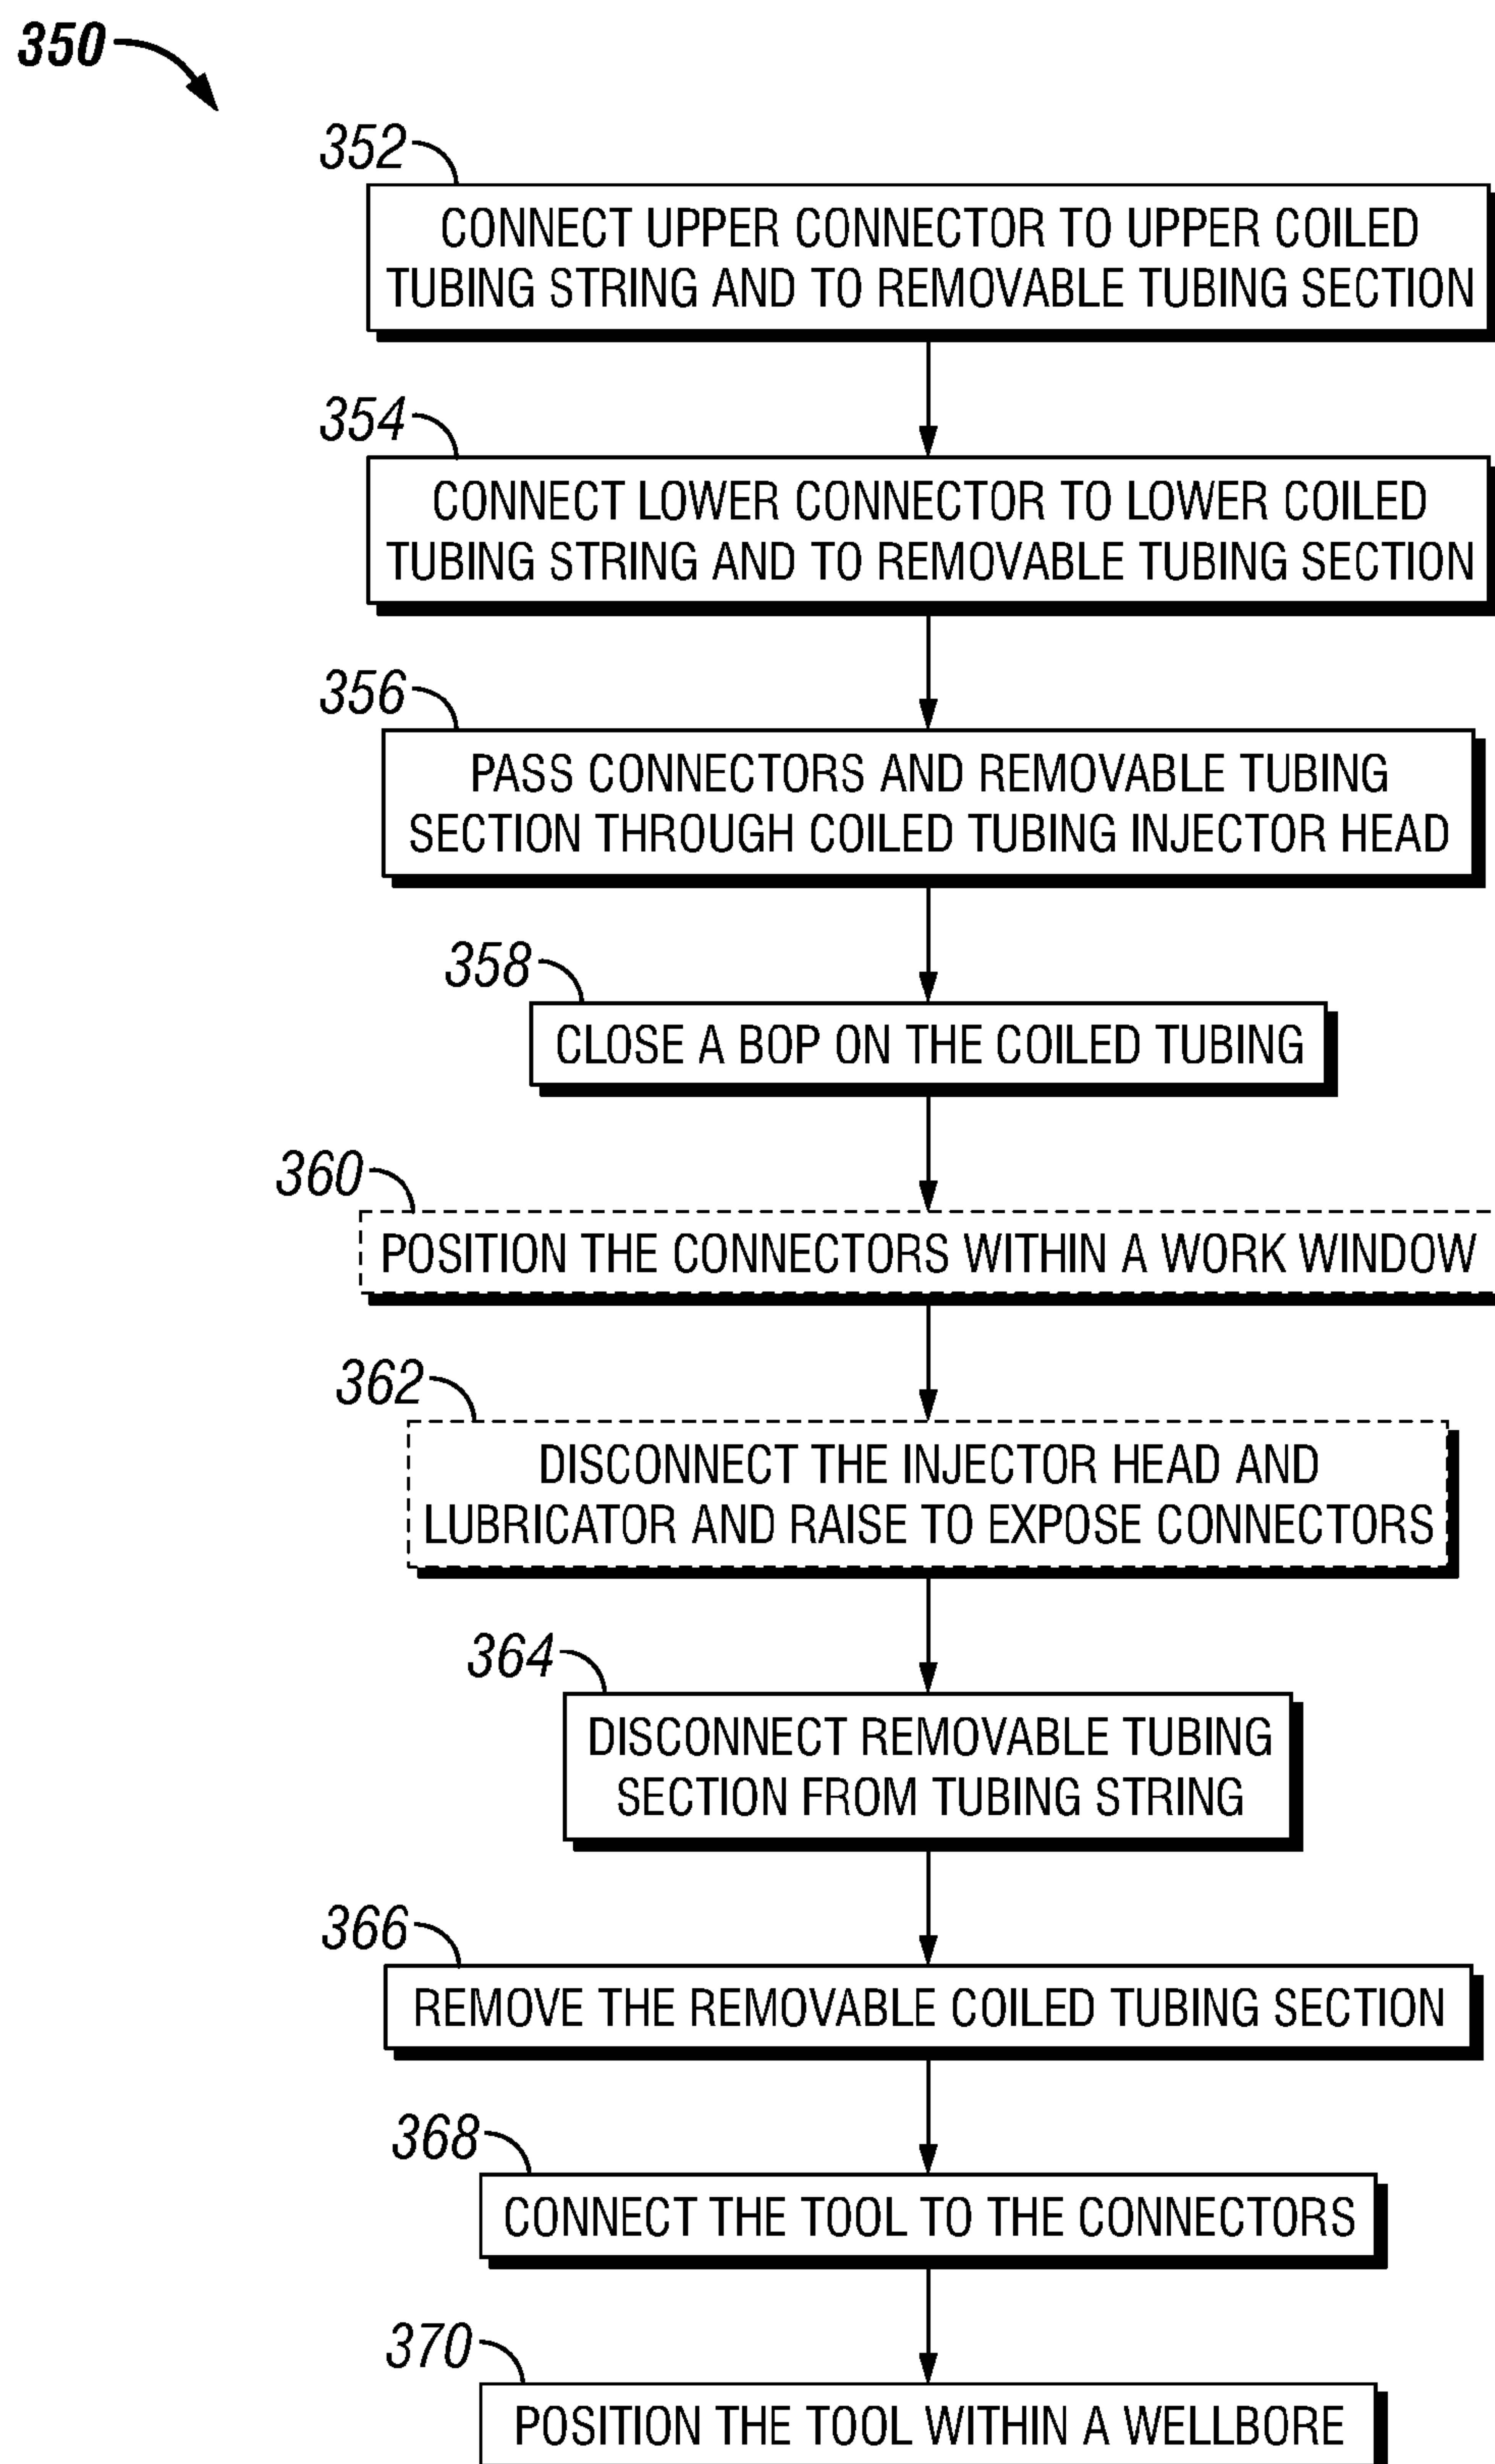 350
352
CONNECT UPPER CONNECTOR TO UPPER COILED
TUBING STRING AND TO REMOVABLE TUBING SECTION
354
CONNECT LOWER CONNECTOR TO LOWER COILED
TUBING STRING AND TO REMOVABLE TUBING SECTION
356
PASS CONNECTORS AND REMOVABLE TUBING
SECTION THROUGH COILED TUBING INJECTOR HEAD
358
CLOSE A BOP ON THE COILED TUBING
360
POSITION THE CONNECTORS WITHIN A WORK WINDOW
362
DISCONNECT THE INJECTOR HEAD AND
LUBRICATOR AND RAISE TO EXPOSE CONNECTORS
364
DISCONNECT REMOVABLE TUBING
SECTION FROM TUBING STRING
366
REMOVE THE REMOVABLE COILED TUBING SECTION
368
CONNECT THE TOOL TO THE CONNECTORS
370
POSITION THE TOOL WITHIN A WELLBORE